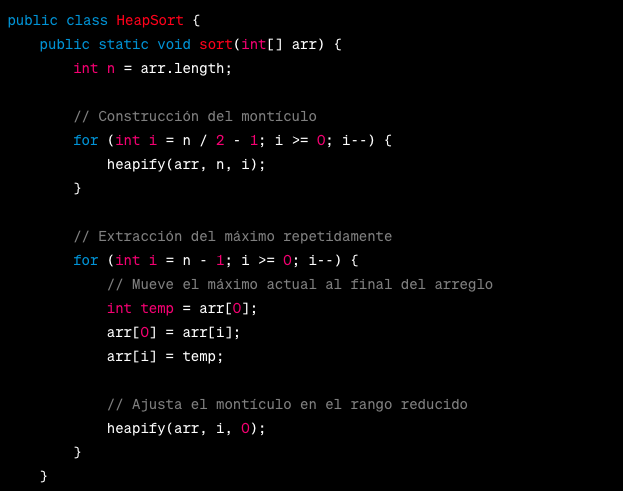 public class HeapSort {
    public static void sort(int[] arr) {
        int n = arr.length;

        // Construcción del montículo
        for (int i = n / 2 - 1; i >= 0; i--) {
            heapify(arr, n, i);
        }

        // Extracción del máximo repetidamente
        for (int i = n - 1; i >= 0; i--) {
            // Mueve el máximo actual al final del arreglo
            int temp = arr[0];
            arr[0] = arr[i];
            arr[i] = temp;

            // Ajusta el montículo en el rango reducido
            heapify(arr, i, 0);
        }
    }